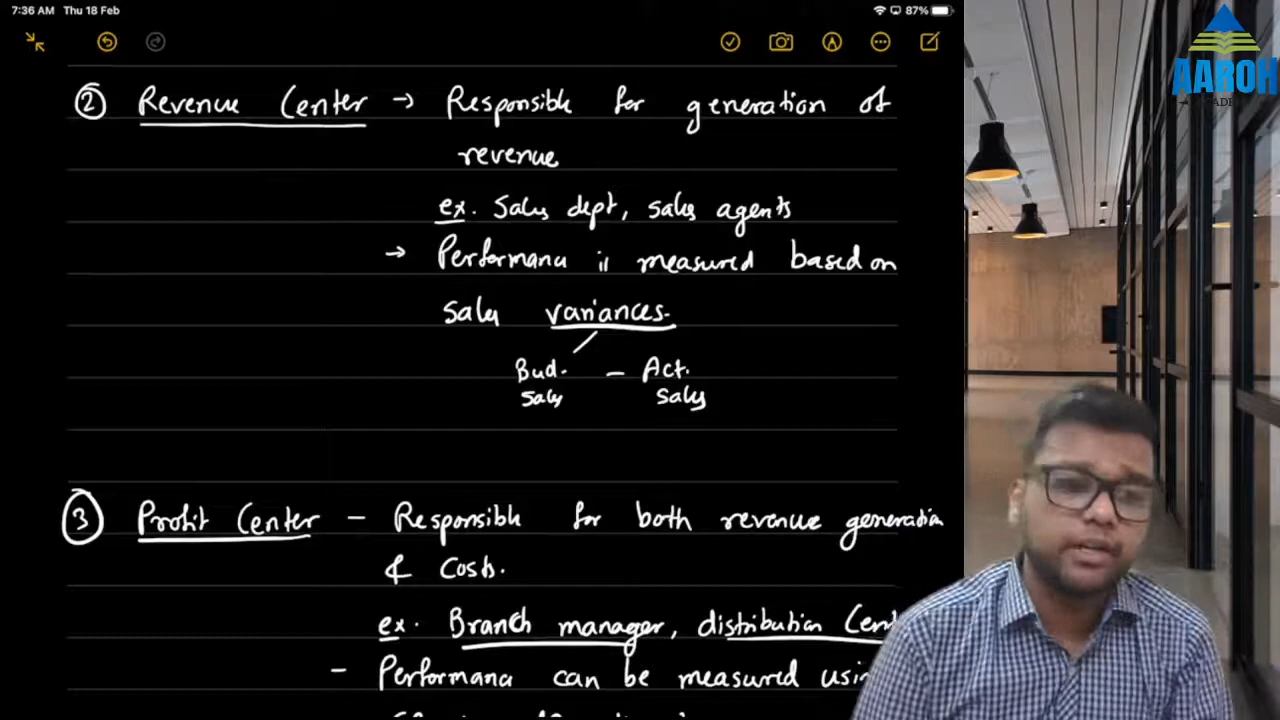 7:36 AM Thu 18 Feb
87%
AAROH
② Revenue Center → Responsible for generation of
revenue
ex. Sales dept, sales agents
→ Performance is measured based on
Sales variances.
Bud. - Act.
Sales Sales
③ Profit Center - Responsible for both revenue generation
& Costs.
ex. Branch manager, distribution Cent
- Performance can be measured usin